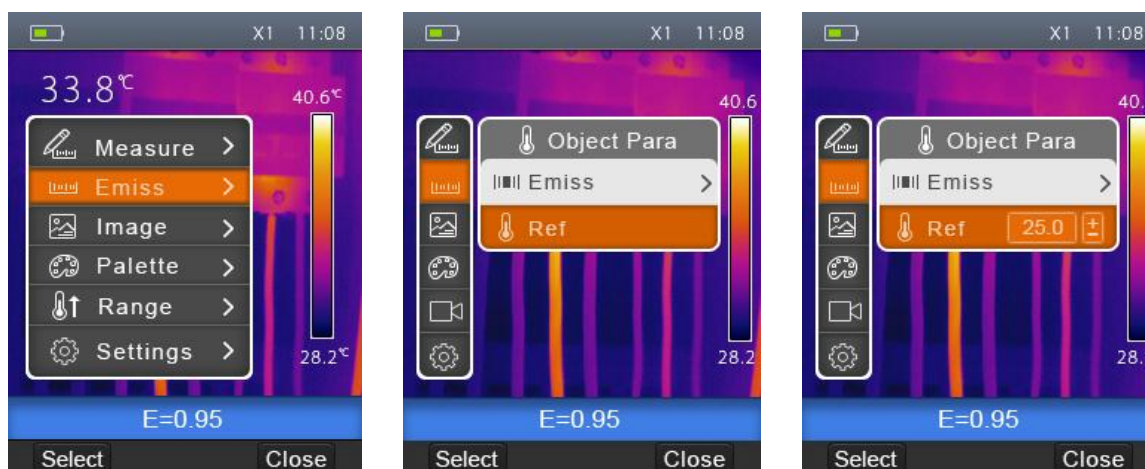 X1 11:08
33.8℃
40.6℃
Measure
Emiss
Image
Palette
Range
Settings
28.2℃
E=0.95
Select Close
X1 11:08
40.6
Object Para
Emiss
Ref
28.2
E=0.95
Select Close
X1 11:08
40.
Object Para
Emiss
Ref 25.0 ±
28.
E=0.95
Select Close